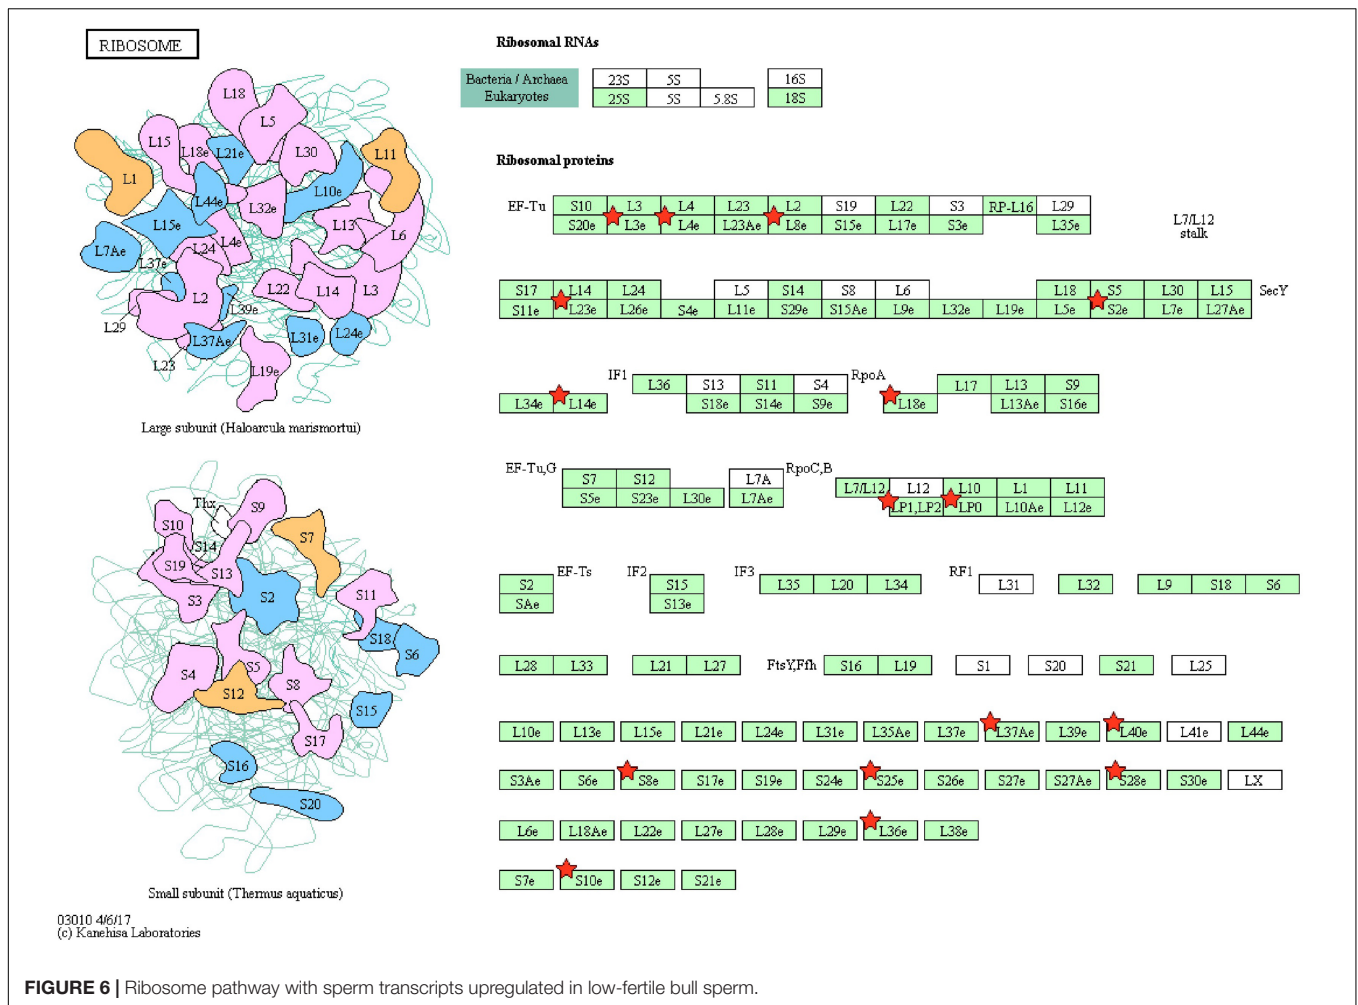 RIBOSOME
L18
L5
L15
L18e
L21e
L30
L11
L1
L10e
L44e
L32e
L13
L15e
L6
L7Ae
L24
L4e
L37e
L2
L22
L14
L3
L29
L39e
L37Ae
L31e
L24e
L23
L19e
Large subunit (Haloarcula marismortui)
Thx
S9
S10
S7
S14
S19
S13
S3
S2
S11
S18
S6
S4
S5
S8
S12
S15
S17
S16
S20
Small subunit (Thermus aquaticus)
03010 4/6/17
(c) Kanehisa Laboratories
Ribosomal RNAs
Bacteria / Archaea 23S 5S 16S
Eukaryotes 25S 5S 5.8S 18S
Ribosomal proteins
EF-Tu S10 L3 L4 L23 L2 S19 L22 S3 RP-L16 L29
S20e L3e L4e L23Ae L8e S15e L17e S3e L35e
L7/L12
stalk
S17 L14 L24 L5 S14 S8 L6 L18 S5 L30 L15 SecY
S11e L23e L26e S4e L11e S29e S15Ae L9e L32e L19e L5e S2e L7e L27Ae
IF1 L36 S13 S11 S4 RpoA L17 L13 S9
L34e L14e S18e S14e S9e L18e L13Ae S16e
EF-Tu,G S7 S12 L7A RpoC,B L7/L12 L12 L10 L1 L11
S5e S23e L30e L7Ae LP1,LP2 LP0 L10Ae L12e
S2 EF-Ts IF2 S15 IF3 L35 L20 L34 RF1 L31 L32 L9 S18 S6
SAe S13e
L28 L33 L21 L27 FtsY,Ffh S16 L19 S1 S20 S21 L25
L10e L13e L15e L21e L24e L31e L35Ae L37e L37Ae L39e L40e L41e L44e
S3Ae S6e S8e S17e S19e S24e S25e S26e S27e S27Ae S28e S30e LX
L6e L18Ae L22e L27e L28e L29e L36e L38e
S7e S10e S12e S21e
FIGURE 6 | Ribosome pathway with sperm transcripts upregulated in low-fertile bull sperm.